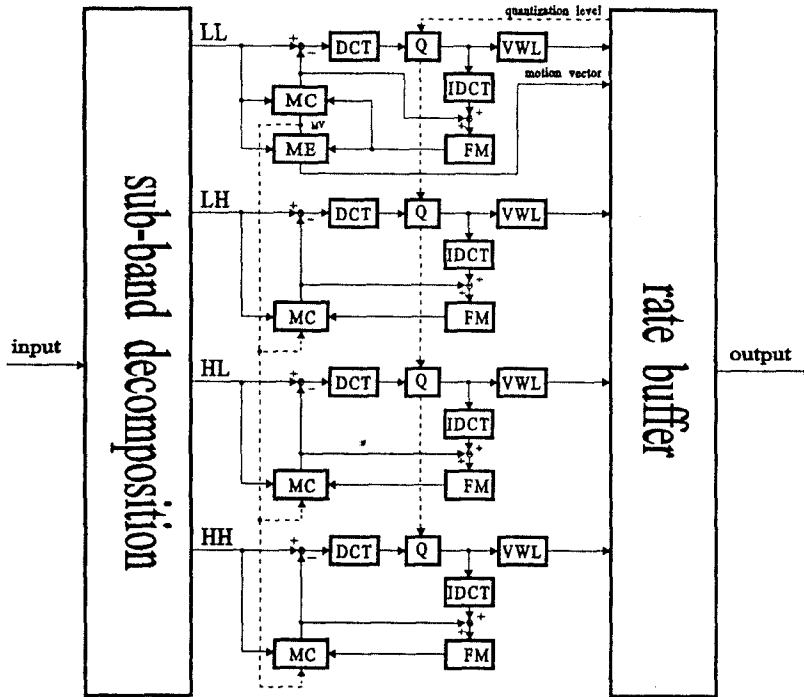 quantization level
LL
+
-
DCT
Q
VWL
motion vector
IDCT
MC
+
+
MV
ME
FM
LH
+
-
DCT
Q
VWL
IDCT
+
+
MC
FM
input
sub-band decomposition
rate buffer
output
HL
+
-
DCT
Q
VWL
IDCT
+
+
MC
FM
HH
+
-
DCT
Q
VWL
IDCT
+
+
MC
FM